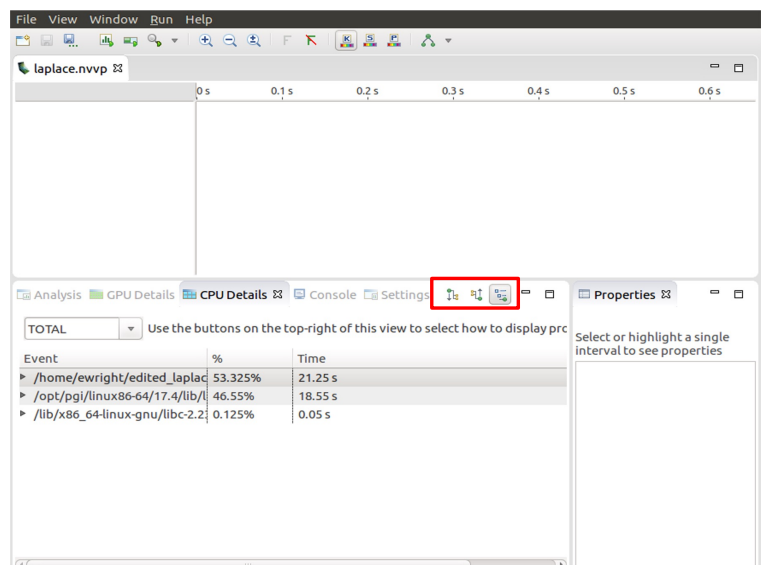 File View Window Run Help
F K S P
laplace.nvvp
0 s 0.1 s 0.2 s 0.3 s 0.4 s 0.5 s 0.6 s
Analysis GPU Details CPU Details Console Settings Properties
TOTAL Use the buttons on the top-right of this view to select how to display pro
Select or highlight a single
interval to see properties
Event % Time
/home/ewright/edited_laplac 53.325% 21.25 s
/opt/pgi/linux86-64/17.4/lib/l 46.55% 18.55 s
/lib/x86_64-linux-gnu/libc-2.2 0.125% 0.05 s